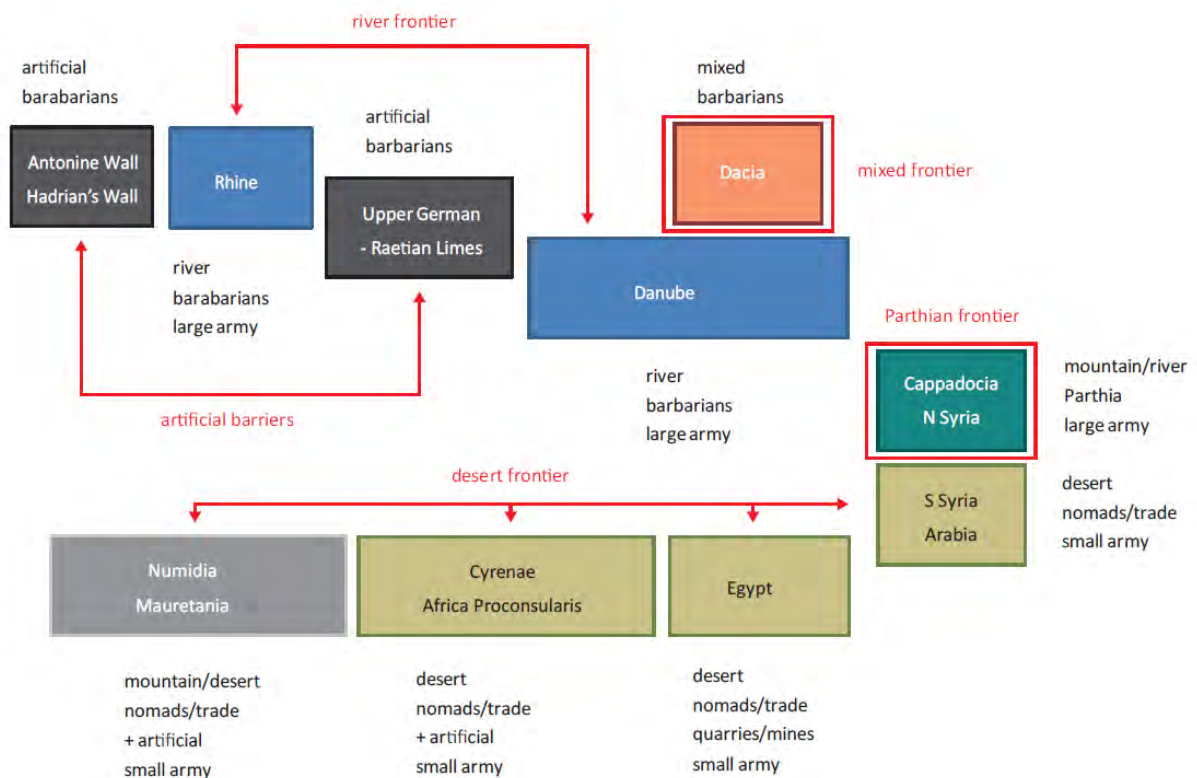 river frontier
artificial
barabarians
Antonine Wall
Hadrian's Wall
Rhine
river
barabarians
large army
artificial
barbarians
Upper German
- Raetian Limes
mixed
barbarians
Dacia
mixed frontier
Danube
river
barbarians
large army
artificial barriers
Parthian frontier
Cappadocia
N Syria
mountain/river
Parthia
large army
desert frontier
S Syria
Arabia
desert
nomads/trade
small army
Numidia
Mauretania
mountain/desert
nomads/trade
+ artificial
small army
Cyrenae
Africa Proconsularis
desert
nomads/trade
+ artificial
small army
Egypt
desert
nomads/trade
quarries/mines
small army